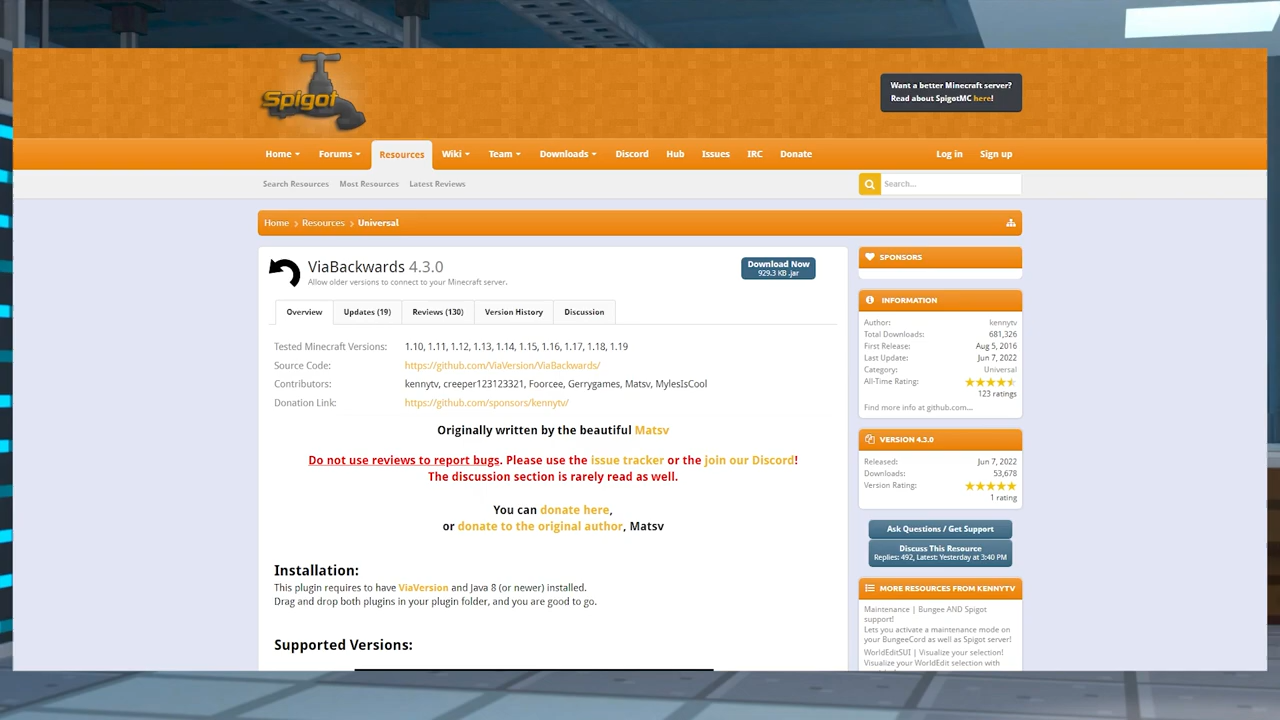 Spigot
Want a better Minecraft server?
Read about SpigotMC here!
Home Forums Resources Wiki Team Downloads Discord Hub Issues IRC Donate Log in Sign up
Search Resources Most Resources Latest Reviews Search...
Home Resources Universal
ViaBackwards 4.3.0
Allow older versions to connect to your Minecraft server.
Download Now
929.3 KB .jar
Overview Updates (19) Reviews (130) Version History Discussion
Tested Minecraft Versions: 1.10, 1.11, 1.12, 1.13, 1.14, 1.15, 1.16, 1.17, 1.18, 1.19
Source Code: https://github.com/ViaVersion/ViaBackwards/
Contributors: kennytv, creeper123123321, Foorcee, Gerrygames, Matsv, MylesIsCool
Donation Link: https://github.com/sponsors/kennytv/
Originally written by the beautiful Matsv
Do not use reviews to report bugs. Please use the issue tracker or the join our Discord!
The discussion section is rarely read as well.
You can donate here,
or donate to the original author, Matsv
Installation:
This plugin requires to have ViaVersion and Java 8 (or newer) installed.
Drag and drop both plugins in your plugin folder, and you are good to go.
Supported Versions:
SPONSORS
INFORMATION
Author: kennytv
Total Downloads: 681,326
First Release: Aug 5, 2016
Last Update: Jun 7, 2022
Category: Universal
All-Time Rating:
123 ratings
Find more info at github.com...
VERSION 4.3.0
Released: Jun 7, 2022
Downloads: 53,678
Version Rating:
1 rating
Ask Questions / Get Support
Discuss This Resource
Replies: 492, Latest: Yesterday at 3:40 PM
MORE RESOURCES FROM KENNYTV
Maintenance | Bungee AND Spigot
support!
Lets you activate a maintenance mode on
your BungeeCord as well as Spigot server!
WorldEditSUI | Visualize your selection!
Visualize your WorldEdit selection with